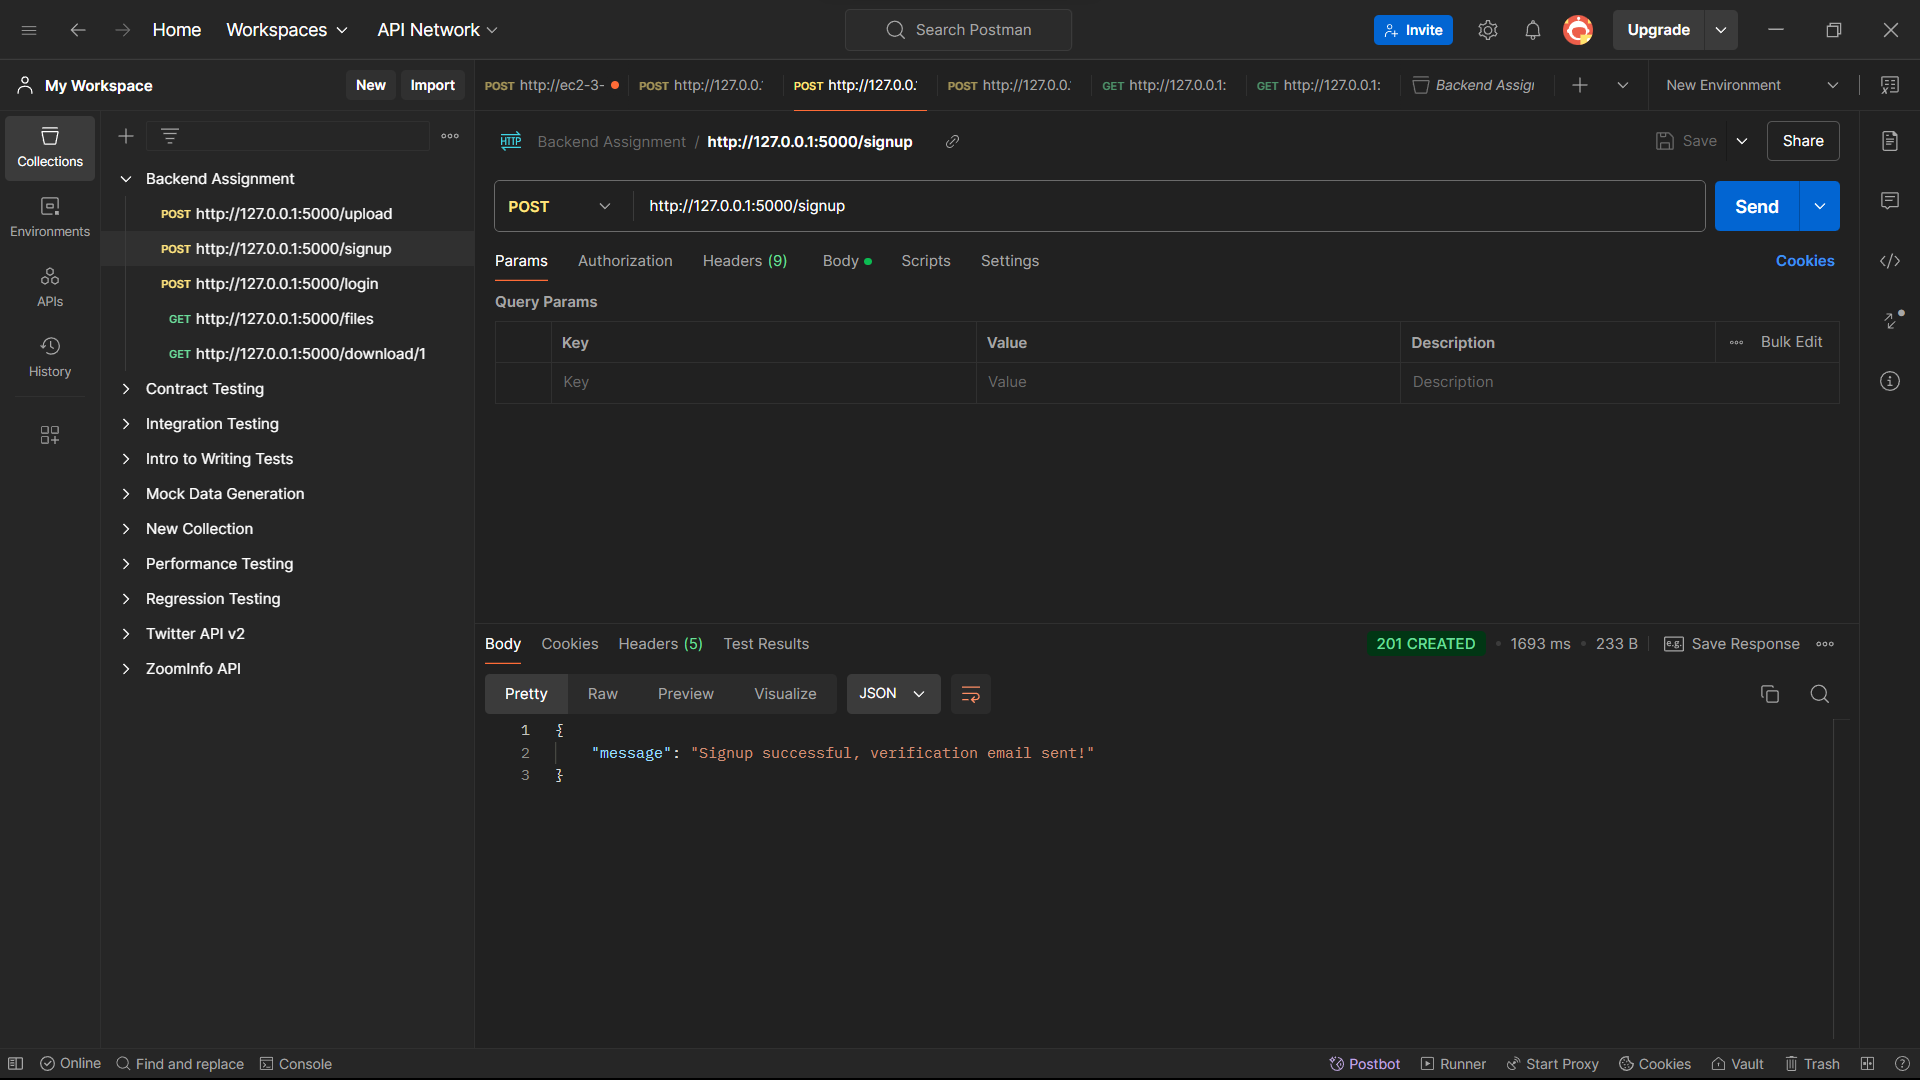 Home Workspaces API Network Search Postman Invite Upgrade
My Workspace New Import
POST http://ec2-3- POST http://127.0.0. POST http://127.0.0. POST http://127.0.0. GET http://127.0.0.1: GET http://127.0.0.1: Backend Assig New Environment
Collections
Environments
APIs
History
Backend Assignment
POST http://127.0.0.1:5000/upload
POST http://127.0.0.1:5000/signup
POST http://127.0.0.1:5000/login
GET http://127.0.0.1:5000/files
GET http://127.0.0.1:5000/download/1
Contract Testing
Integration Testing
Intro to Writing Tests
Mock Data Generation
New Collection
Performance Testing
Regression Testing
Twitter API v2
ZoomInfo API
HTTP Backend Assignment / http://127.0.0.1:5000/signup Save Share
POST http://127.0.0.1:5000/signup Send
Params Authorization Headers (9) Body Scripts Settings Cookies
Query Params
Key Value Description Bulk Edit
Key Value Description
Body Cookies Headers (5) Test Results 201 CREATED 1693 ms 233 B e.g. Save Response
Pretty Raw Preview Visualize JSON
1 {
2 "message": "Signup successful, verification email sent!"
3 }
Online Find and replace Console Postbot Runner Start Proxy Cookies Vault Trash